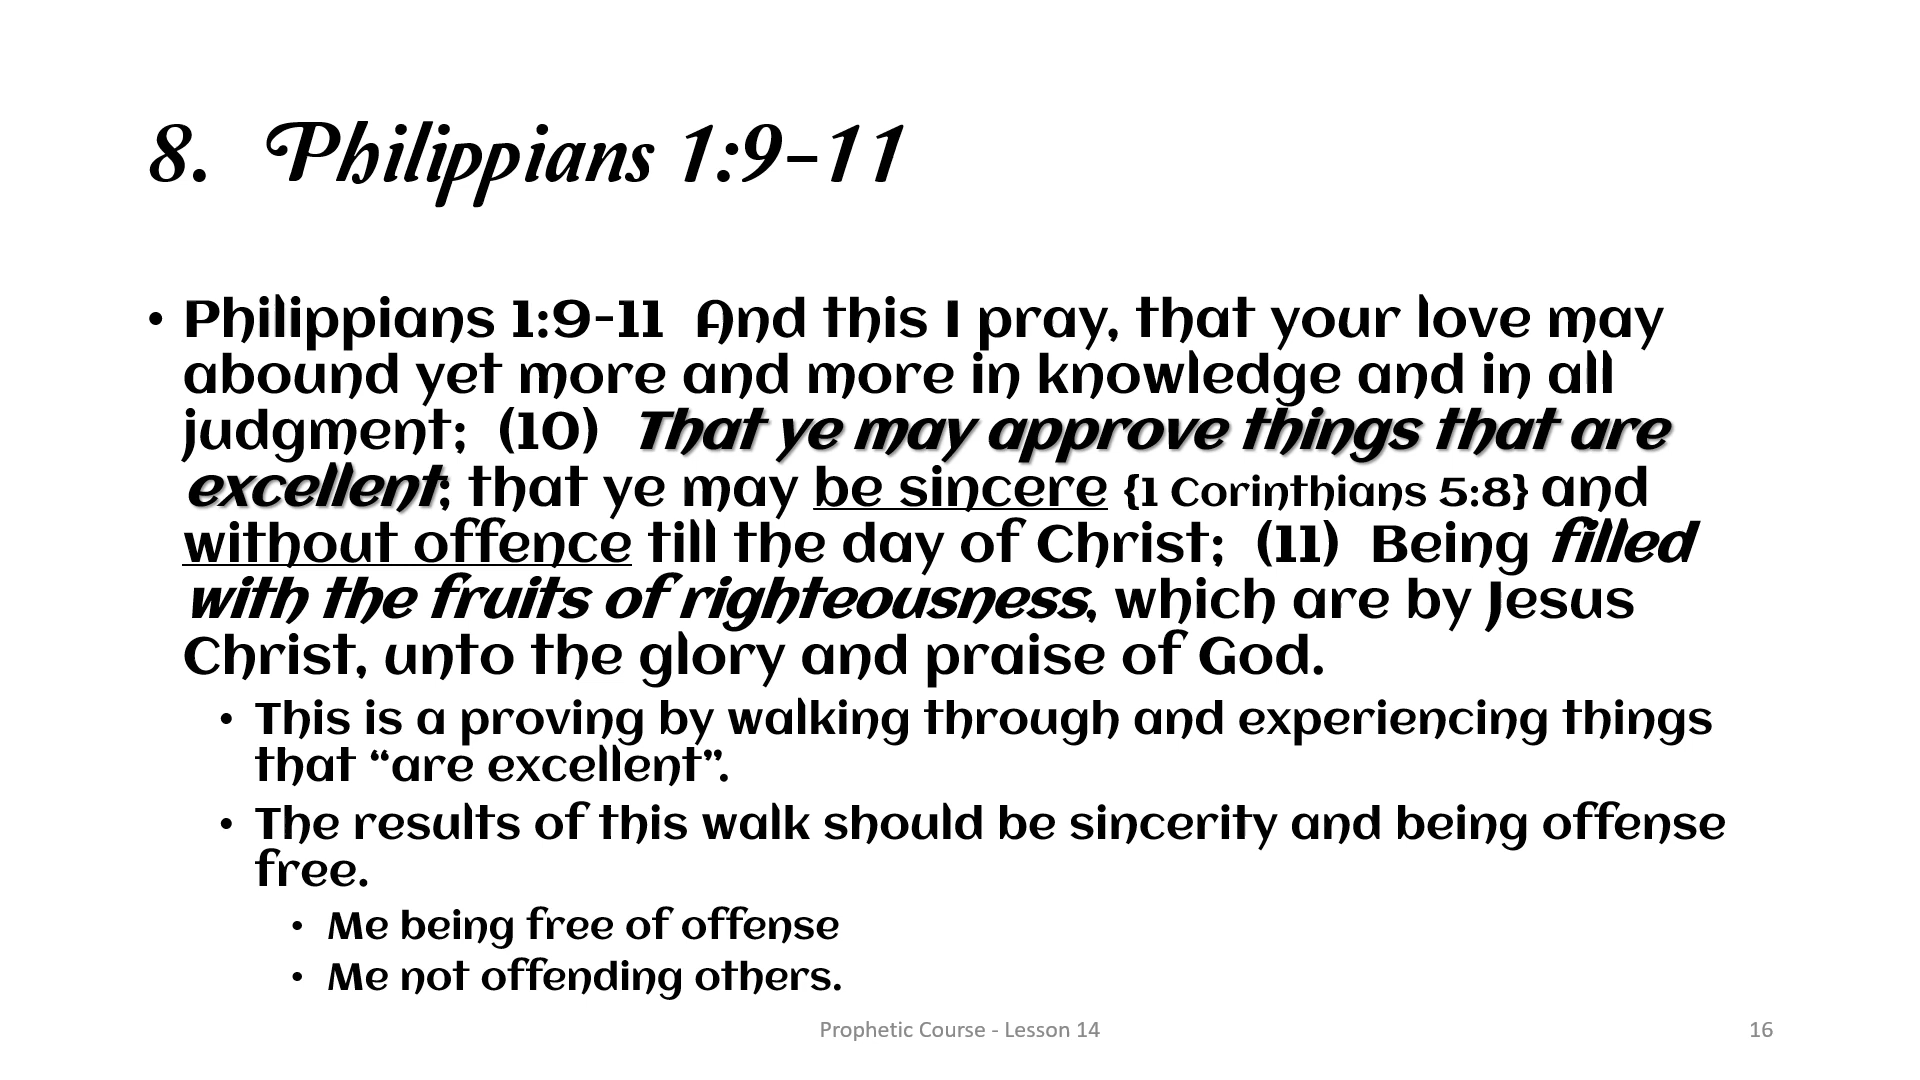 8. Philippians 1:9-11
• Philippians 1:9-11 And this I pray, that your love may
abound yet more and more in knowledge and in all
judgment; (10) That ye may approve things that are
excellent; that ye may be sincere {1 Corinthians 5:8} and
without offence till the day of Christ; (11) Being filled
with the fruits of righteousness, which are by Jesus
Christ, unto the glory and praise of God.
• This is a proving by walking through and experiencing things
that “are excellent”.
• The results of this walk should be sincerity and being offense
free.
• Me being free of offense
• Me not offending others.
Prophetic Course - Lesson 14
16